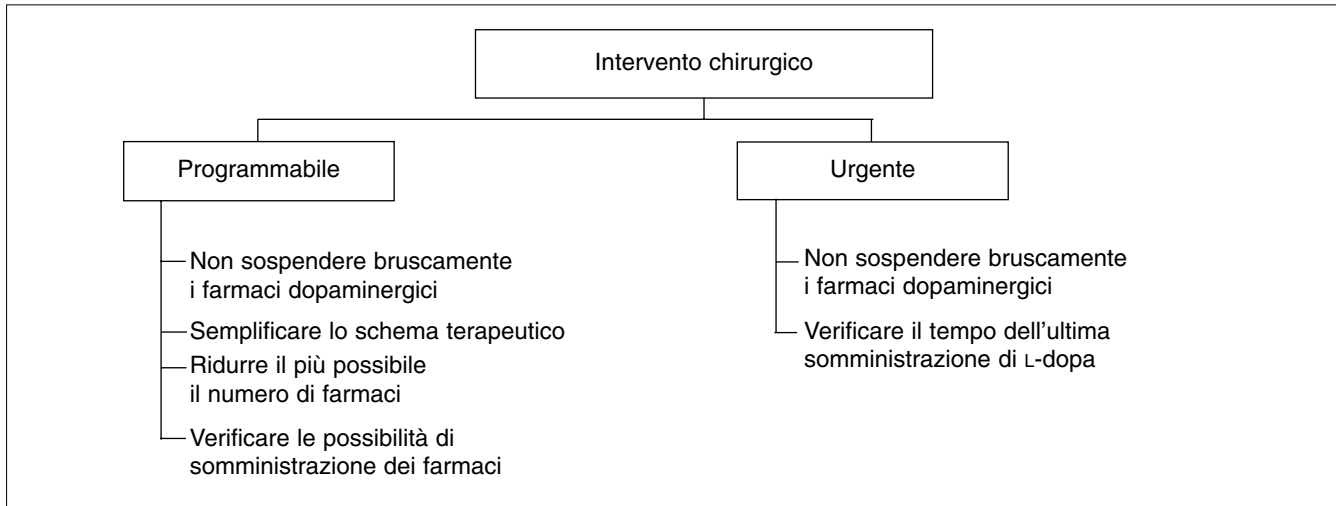 Intervento chirurgico
Programmabile
Non sospendere bruscamente
i farmaci dopaminergici
Semplificare lo schema terapeutico
Ridurre il più possibile
il numero di farmaci
Verificare le possibilità di
somministrazione dei farmaci
Urgente
Non sospendere bruscamente
i farmaci dopaminergici
Verificare il tempo dell'ultima
somministrazione di L-dopa